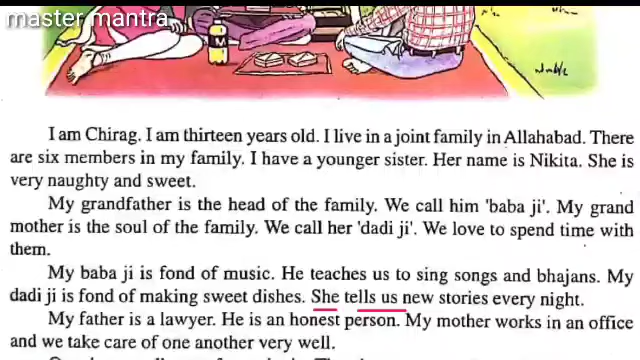 master mantra
I am Chirag. I am thirteen years old. I live in a joint family in Allahabad. There
are six members in my family. I have a younger sister. Her name is Nikita. She is
very naughty and sweet.
My grandfather is the head of the family. We call him 'baba ji'. My grand
mother is the soul of the family. We call her 'dadi ji'. We love to spend time with
them.
My baba ji is fond of music. He teaches us to sing songs and bhajans. My
dadi ji is fond of making sweet dishes. She tells us new stories every night.
My father is a lawyer. He is an honest person. My mother works in an office
and we take care of one another very well.